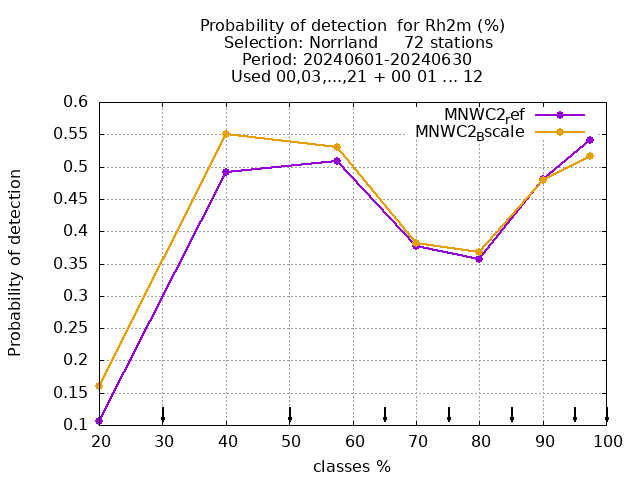 Probability of detection  for Rh2m (%)
Selection: Norrland     72 stations
Period: 20240601-20240630
Used 00,03,...,21 + 00 01 ... 12
MNWC2ref
MNWC2Bscale
Probability of detection
0.6
0.55
0.5
0.45
0.4
0.35
0.3
0.25
0.2
0.15
0.1
20 30 40 50 60 70 80 90 100
classes %